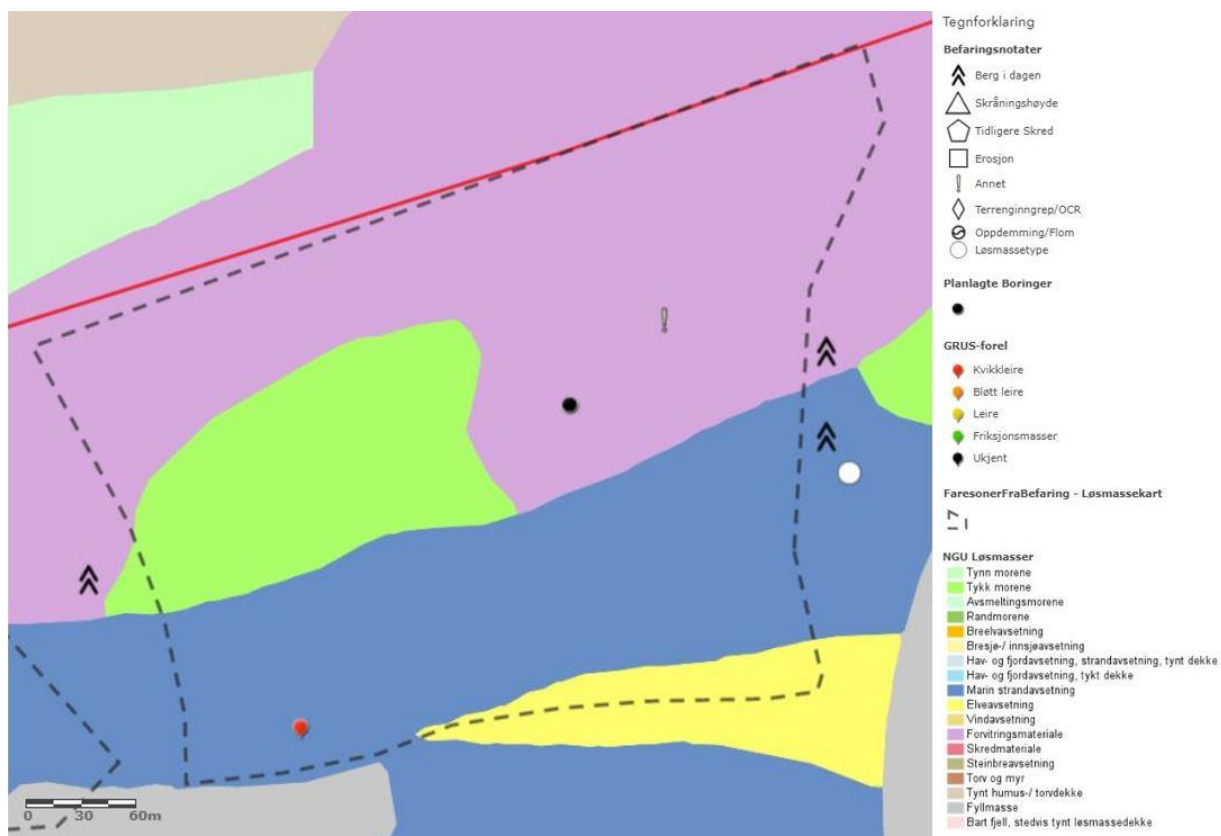 Tegnforklaring
Befaringsnotater
Berg i dagen
Skråningshøyde
Tidligere Skred
Erosjon
Annet
Terrenginngrep/OCR
Oppdemming/Flom
Løsmassetype
Planlagte Boringer
GRUS-forel
Kvikkleire
Bløtt leire
Leire
Friksjonsmasser
Ukjent
FaresonerFraBefaring - Løsmassekart
NGU Løsmasser
Tynn morene
Tykk morene
Avsmeltingsmorene
Randmorene
Breelvavsetning
Bresjø-/ innsjøavsetning
Hav- og fjordavsetning, strandavsetning, tynt dekke
Hav- og fjordavsetning, tykt dekke
Marin strandavsetning
Elveavsetning
Vindavsetning
Forvitringsmateriale
Skredmateriale
Steinbreavsetning
Torv og myr
Tynt humus-/ torvdekke
Fyllmasse
Bart fjell, stedvis tynt løsmassedekke
0 30 60m